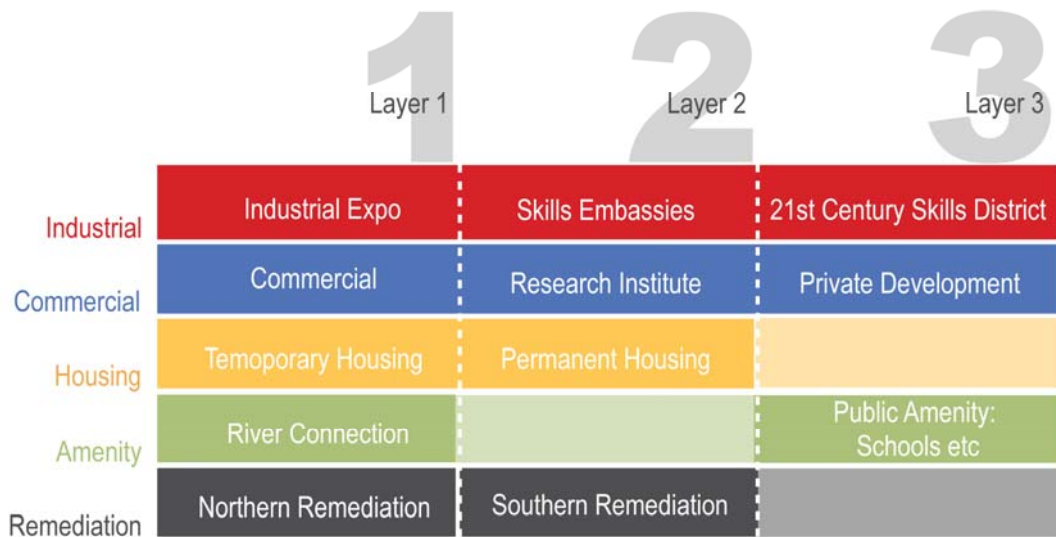 1 2 3
Layer 1 Layer 2 Layer 3
Industrial Industrial Expo Skills Embassies 21st Century Skills District
Commercial Commercial Research Institute Private Development
Housing Temoporary Housing Permanent Housing
Amenity River Connection Public Amenity:
Schools etc
Remediation Northern Remediation Southern Remediation